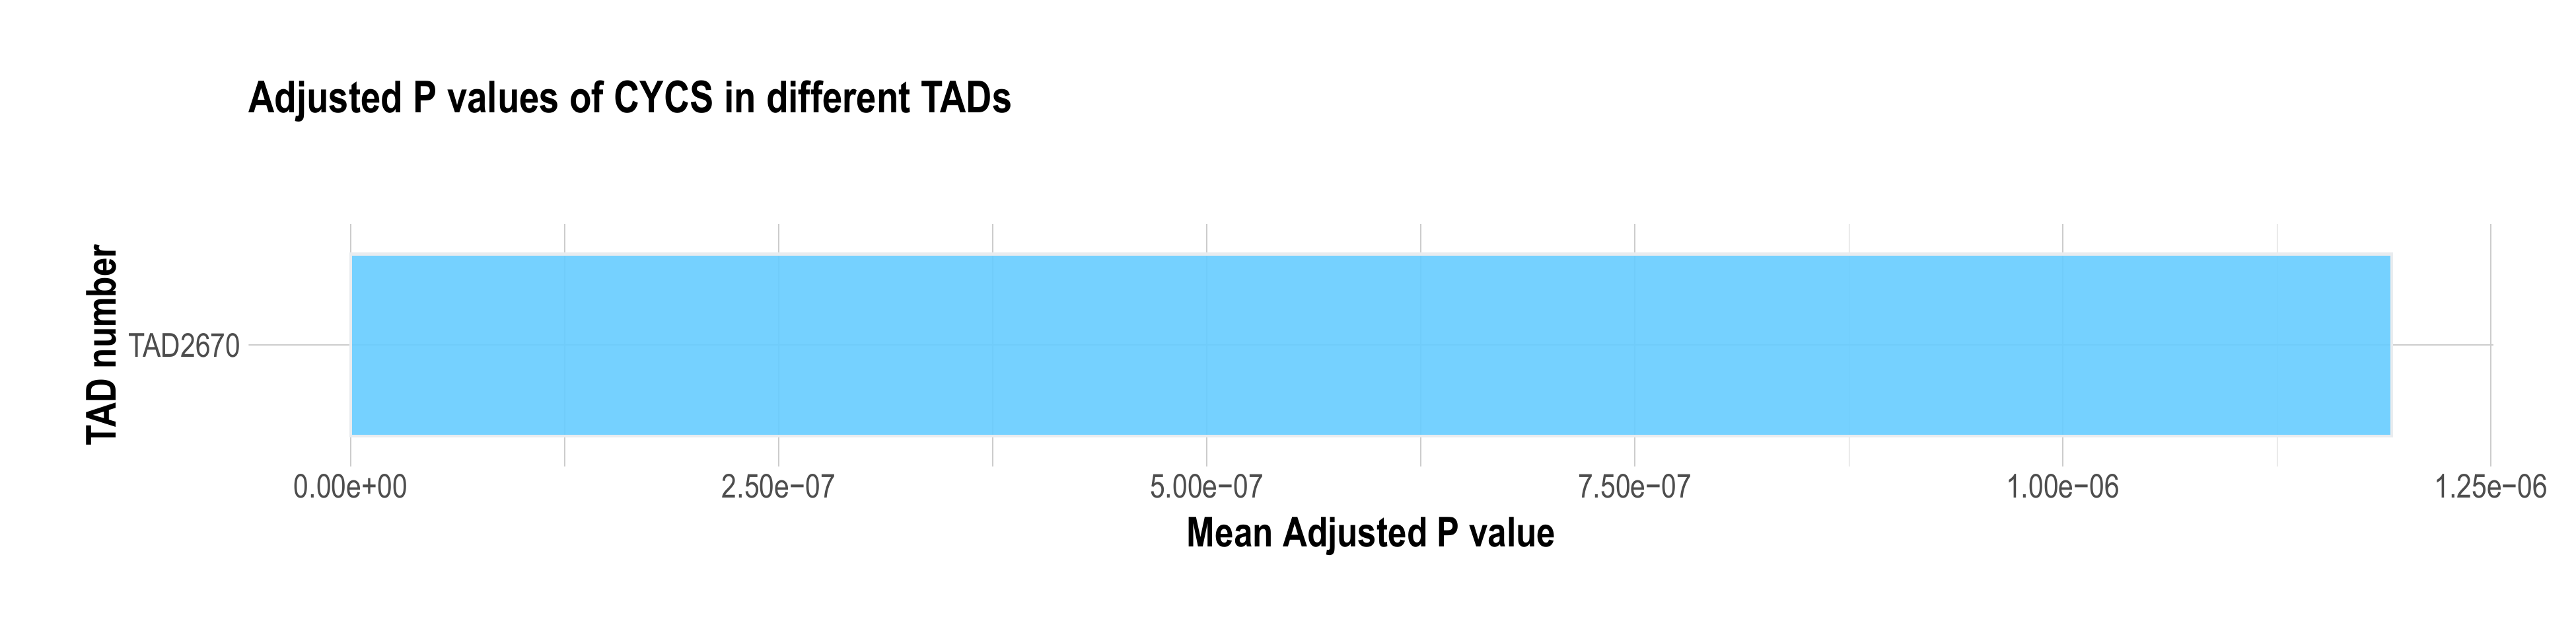 Adjusted P values of CYCS in different TADs
TAD number
TAD2670
0.00e+00 2.50e−07 5.00e−07 7.50e−07 1.00e−06 1.25e−06
Mean Adjusted P value